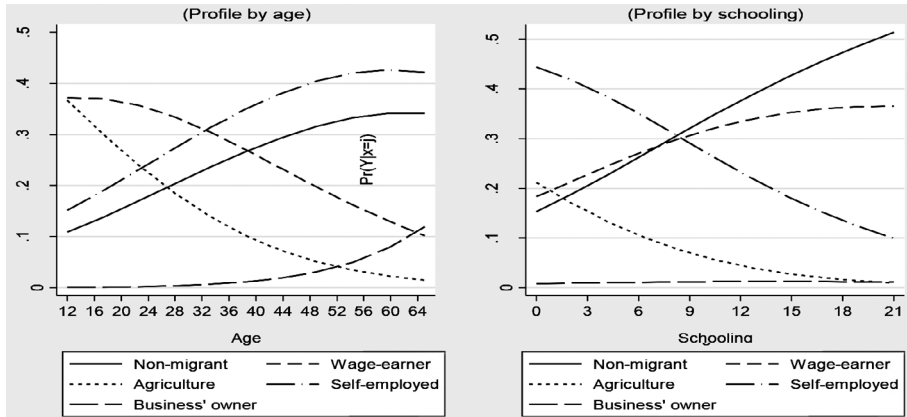 (Profile by age)
.5
.4
.3
.2
.1
0
12 16 20 24 28 32 36 40 44 48 52 56 60 64
Age
Non-migrant
Wage-earner
Agriculture
Self-employed
Business' owner
(Profile by schooling)
Pr(Y|x=j)
.5
.4
.3
.2
.1
0
0 3 6 9 12 15 18 21
Schooling
Non-migrant
Wage-earner
Agriculture
Self-employed
Business' owner